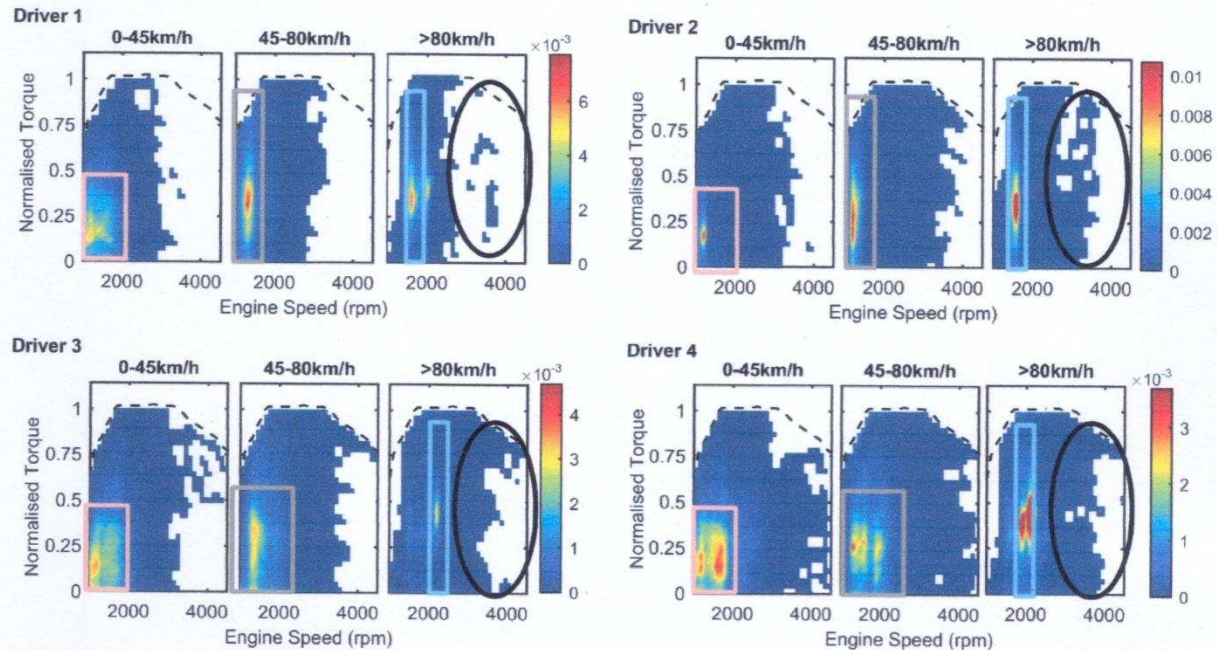 Driver 1
0-45km/h 45-80km/h >80km/h
×10⁻³
Normalised Torque
1
0.75
0.5
0.25
0
6
4
2
0
2000 4000 2000 4000 2000 4000
Engine Speed (rpm)
Driver 2
0-45km/h 45-80km/h >80km/h
Normalised Torque
1
0.75
0.5
0.25
0
0.01
0.008
0.006
0.004
0.002
0
2000 4000 2000 4000 2000 4000
Engine Speed (rpm)
Driver 3
0-45km/h 45-80km/h >80km/h
×10⁻³
Normalised Torque
1
0.75
0.5
0.25
0
4
3
2
1
0
2000 4000 2000 4000 2000 4000
Engine Speed (rpm)
Driver 4
0-45km/h 45-80km/h >80km/h
×10⁻³
Normalised Torque
1
0.75
0.5
0.25
0
3
2
1
0
2000 4000 2000 4000 2000 4000
Engine Speed (rpm)